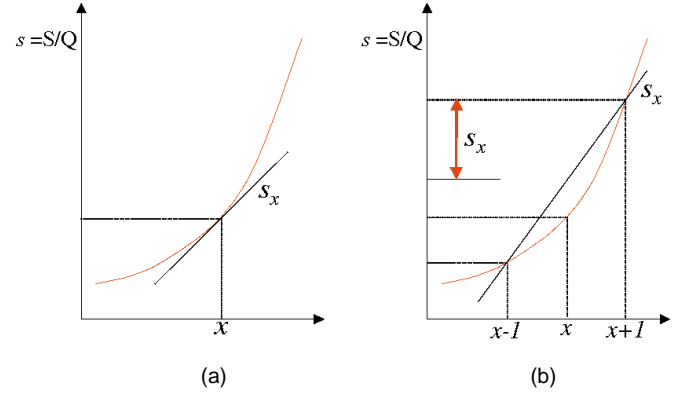 s =S/Q
s_x
x
(a)
s =S/Q
s_x
s_x
x-1
x
x+1
(b)